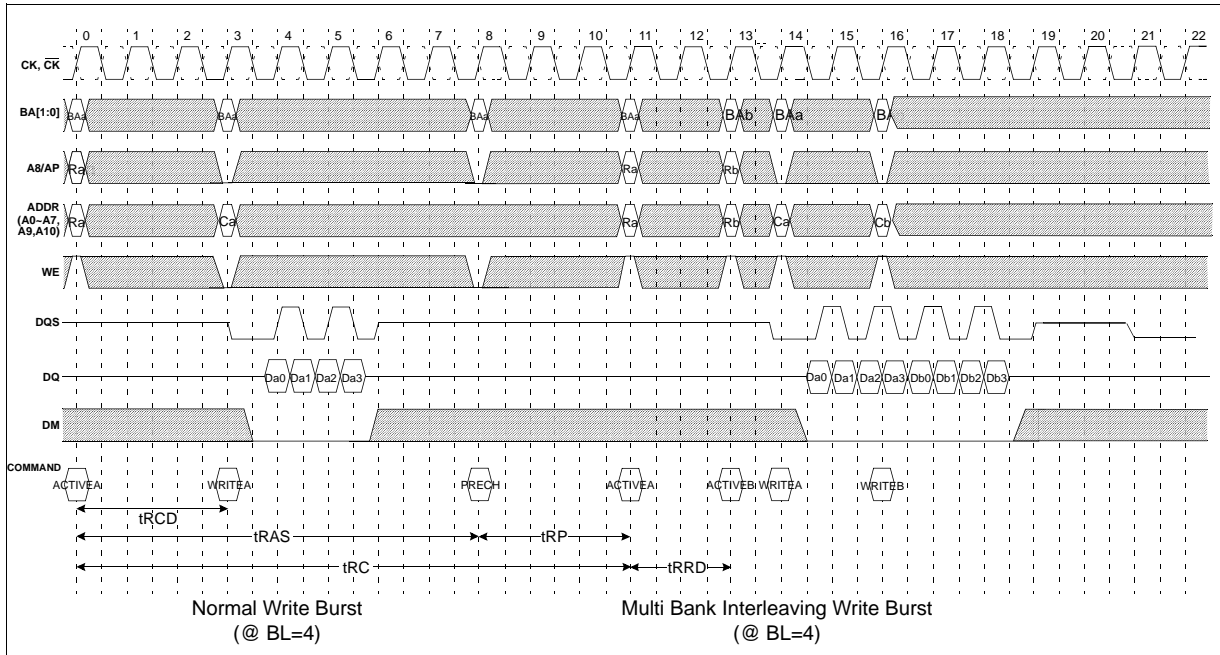 0 1 2 3 4 5 6 7 8 9 10 11 12 13 14 15 16 17 18 19 20 21 22
CK, CK
BA[1:0] BAa BAa BAa BAa BAb BAa BA
A8/AP Ra Ra Rb
ADDR
(A0~A7, Ra Ca Ra Rb Ca Cb
A9,A10)
WE
DQS
DQ Da0 Da1 Da2 Da3 Da0 Da1 Da2 Da3 Db0 Db1 Db2 Db3
DM
COMMAND
ACTIVEA WRITEA PRECH ACTIVEA ACTIVEB WRITEA WRITEB
tRCD
tRAS tRP
tRC tRRD
Normal Write Burst Multi Bank Interleaving Write Burst
(@ BL=4) (@ BL=4)